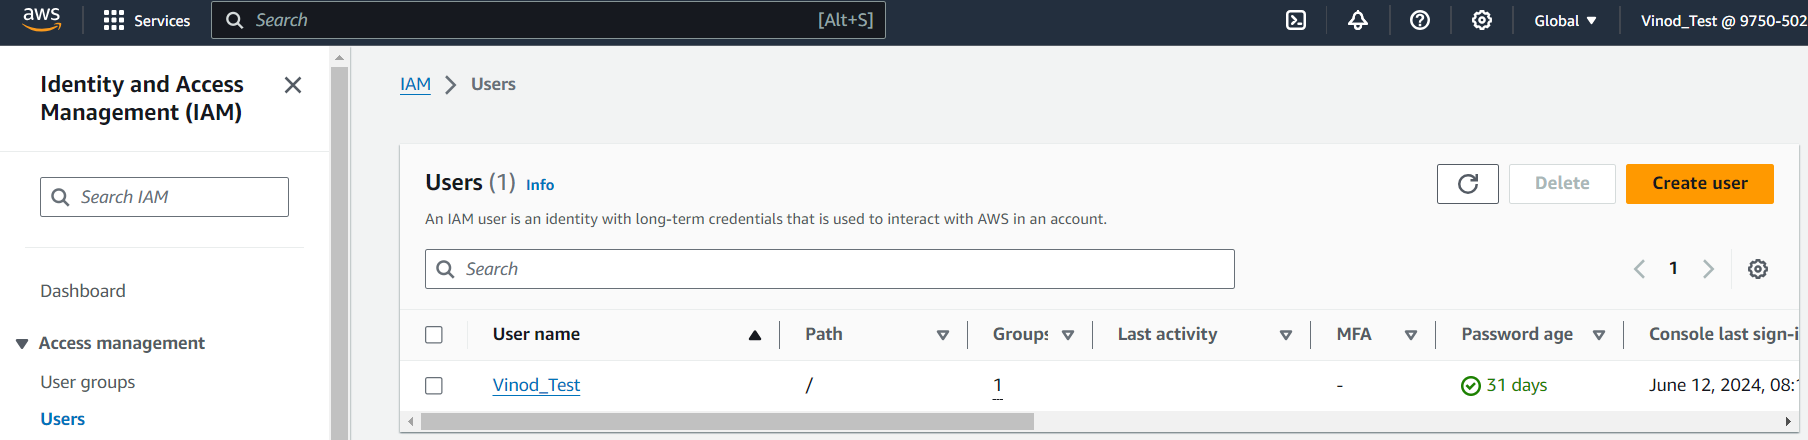 aws Services Search [Alt+S] Global Vinod_Test @ 9750-502
Identity and Access
Management (IAM)
Search IAM
Dashboard
Access management
User groups
Users
IAM > Users
Users (1) Info
Delete
Create user
An IAM user is an identity with long-term credentials that is used to interact with AWS in an account.
Search
1
User name Path Groups Last activity MFA Password age Console last sign-i
Vinod_Test / 1 - 31 days June 12, 2024, 08:1